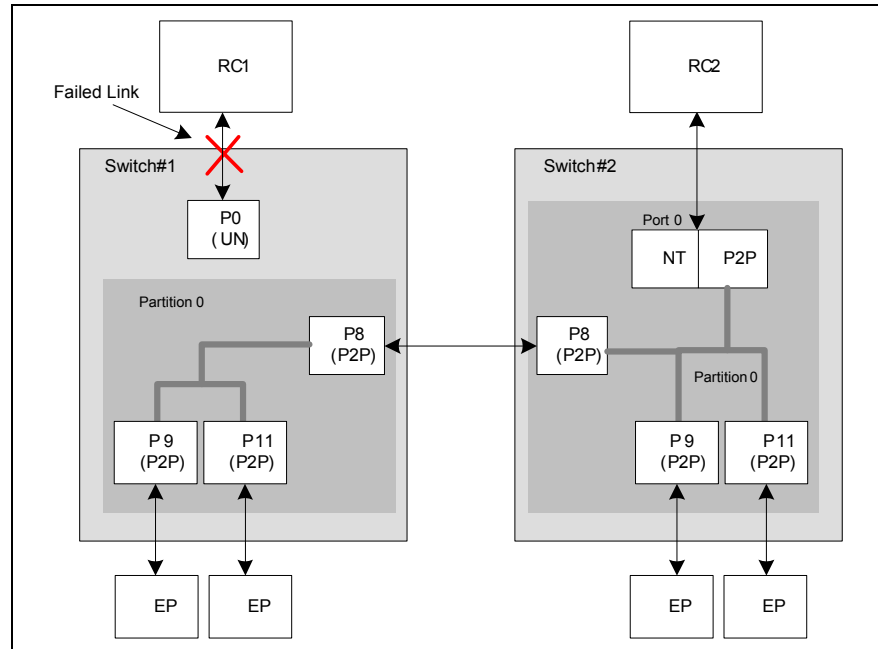 RC1
RC2
Failed Link
Switch#1
Switch#2
P0
( UN)
Port 0
NT
P2P
Partition 0
P8
(P2P)
P8
(P2P)
Partition 0
P 9
(P2P)
P11
(P2P)
P 9
(P2P)
P11
(P2P)
EP
EP
EP
EP